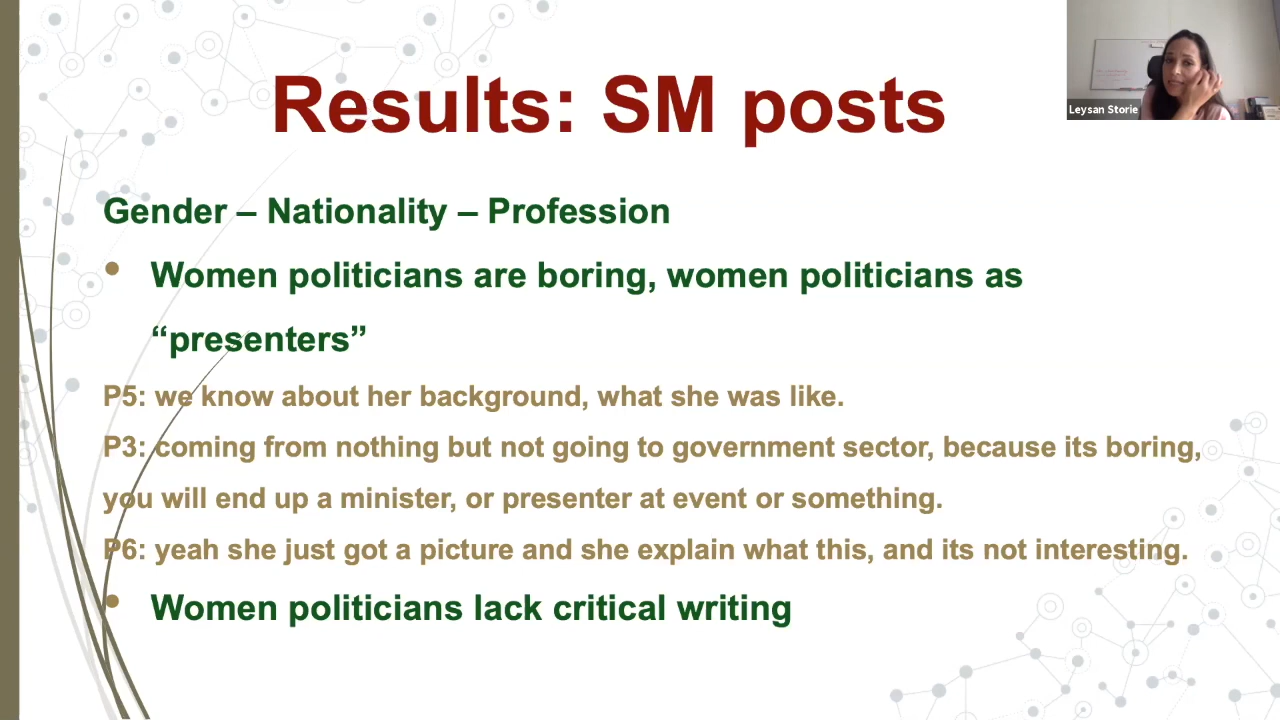 Results: SM posts
Leysan Storie
Gender – Nationality – Profession
• Women politicians are boring, women politicians as
“presenters”
P5: we know about her background, what she was like.
P3: coming from nothing but not going to government sector, because its boring,
you will end up a minister, or presenter at event or something.
P6: yeah she just got a picture and she explain what this, and its not interesting.
• Women politicians lack critical writing